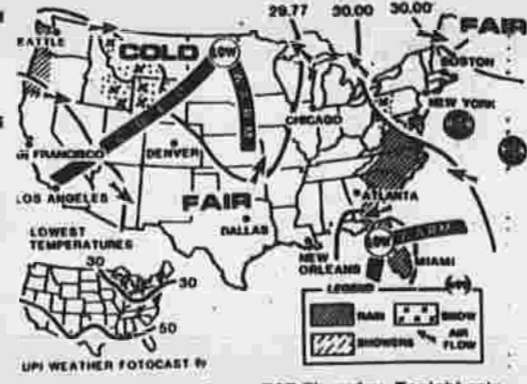 29.77 30.00 30.00
FAIR
EATTLE
COLD
LOW
BOSTON
NEW YORK
CHICAGO
N FRANCISCO
DENVER
LOS ANGELES
FAIR
ATLANTA
DALLAS
LOWEST
TEMPERATURES
30
30
50
NEW
ORLEANS
LOW
WARM
MIAMI
LEGEND
RAIN
SNOW
SHOWERS
AIR
FLOW
UPI WEATHER FOTOCAST ®